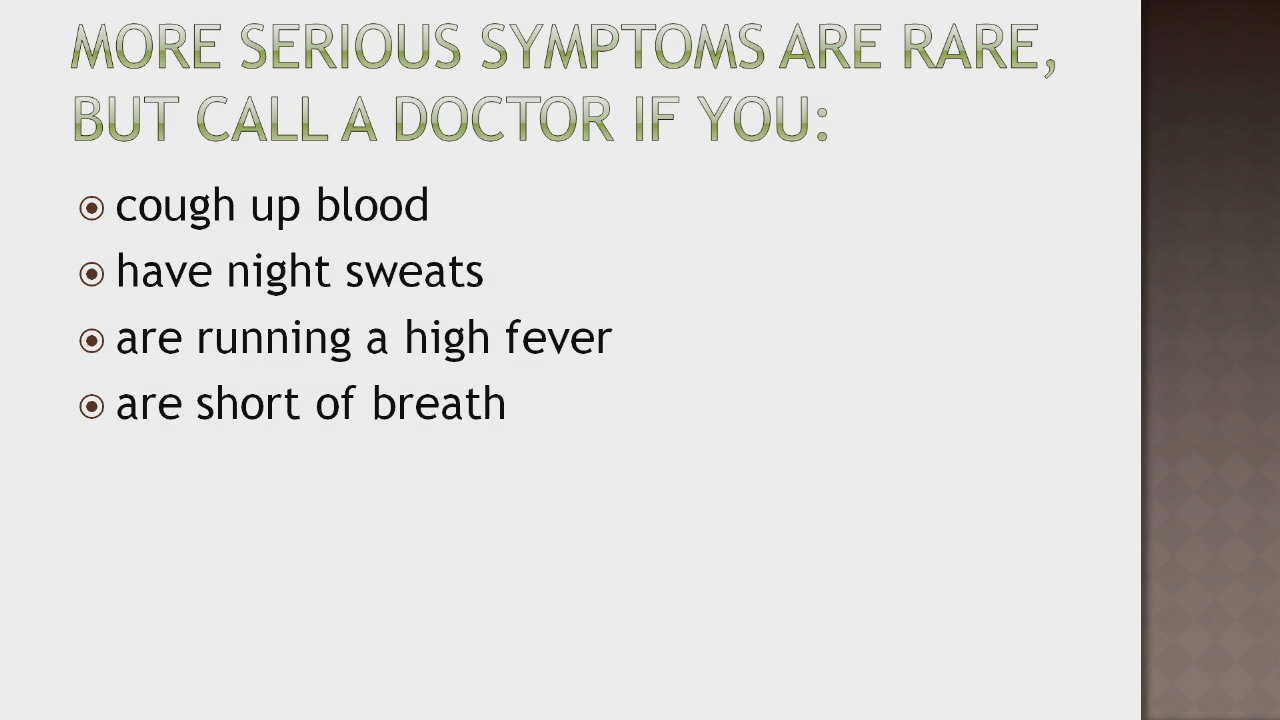 MORE SERIOUS SYMPTOMS ARE RARE,
BUT CALL A DOCTOR IF YOU:
cough up blood
have night sweats
are running a high fever
are short of breath